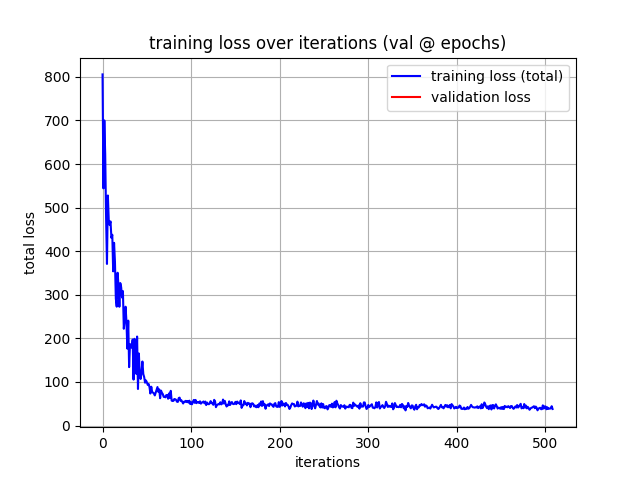 training loss over iterations (val @ epochs)
training loss (total)
validation loss
total loss
800
700
600
500
400
300
200
100
0
0 100 200 300 400 500
iterations